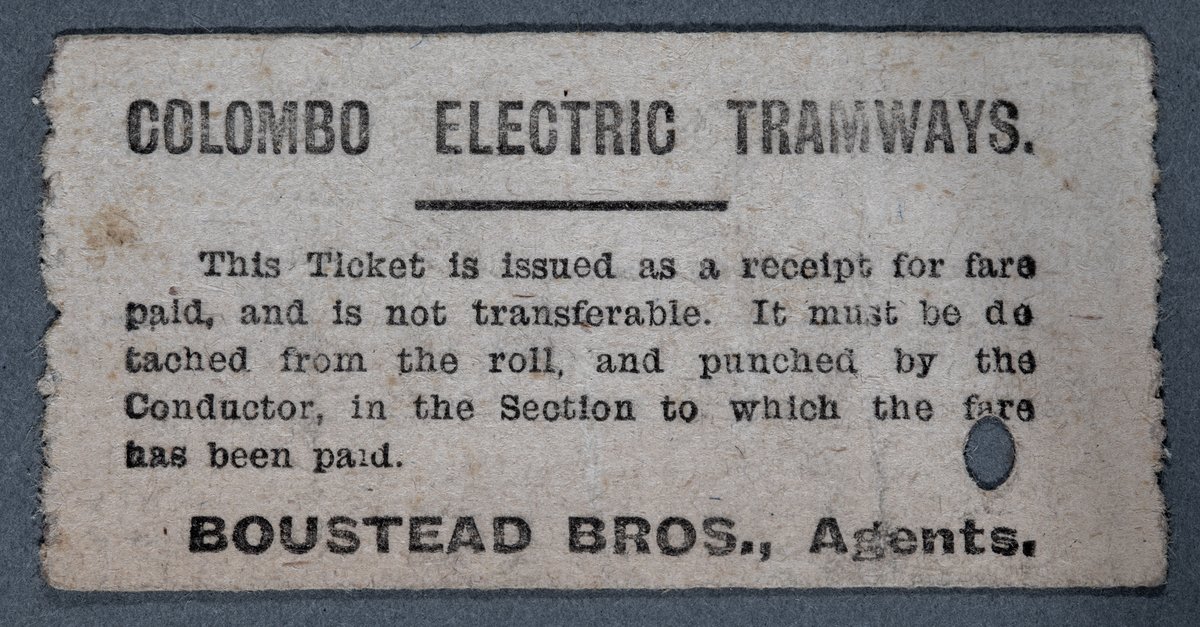 COLOMBO ELECTRIC TRAMWAYS.
This Ticket is issued as a receipt for fare
paid, and is not transferable. It must be de
tached from the roll, and punched by the
Conductor, in the Section to which the fare
has been paid.
BOUSTEAD BROS., Agents.